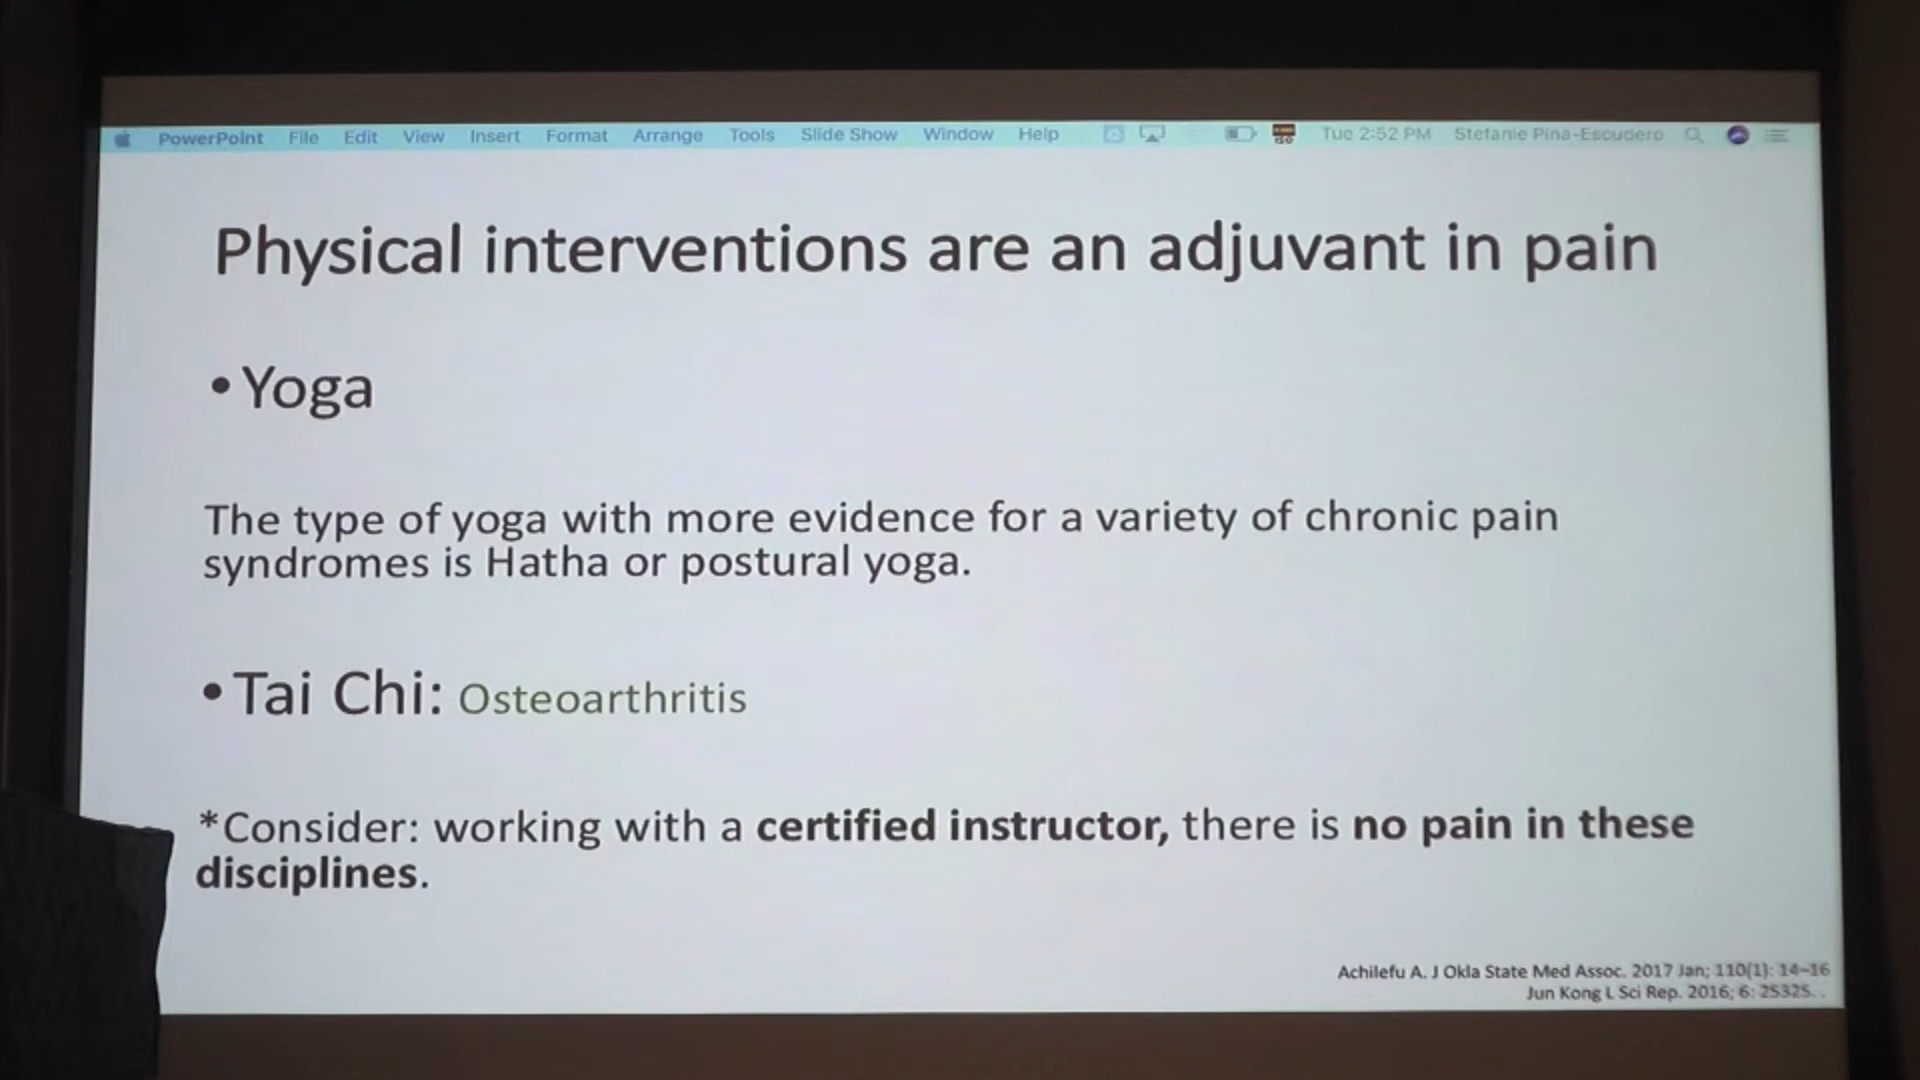 PowerPoint File Edit View Insert Format Arrange Tools Slide Show Window Help Tue 2:52 PM Stefanie Pina-Escudero
Physical interventions are an adjuvant in pain
•Yoga
The type of yoga with more evidence for a variety of chronic pain
syndromes is Hatha or postural yoga.
•Tai Chi: Osteoarthritis
*Consider: working with a certified instructor, there is no pain in these
disciplines.
Achilefu A. J Okla State Med Assoc. 2017 Jan; 110(1): 14–16
Jun Kong L Sci Rep. 2016; 6: 25325. .